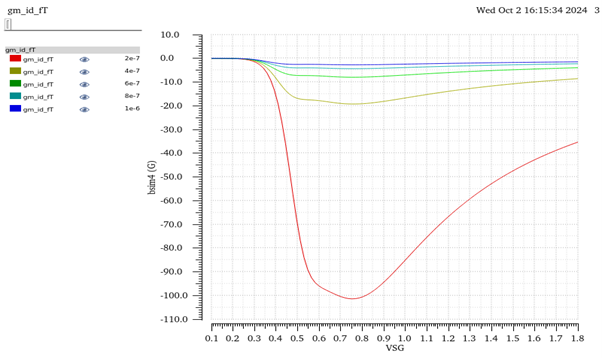 gm_id_fT
Wed Oct 2 16:15:34 2024 3
gm_id_fT
gm_id_fT 2e-7
gm_id_fT 4e-7
gm_id_fT 6e-7
gm_id_fT 8e-7
gm_id_fT 1e-6
bsim4 (G)
10.0
0.0
-10.0
-20.0
-30.0
-40.0
-50.0
-60.0
-70.0
-80.0
-90.0
-100.0
-110.0
0.1 0.2 0.3 0.4 0.5 0.6 0.7 0.8 0.9 1.0 1.1 1.2 1.3 1.4 1.5 1.6 1.7 1.8
VSG